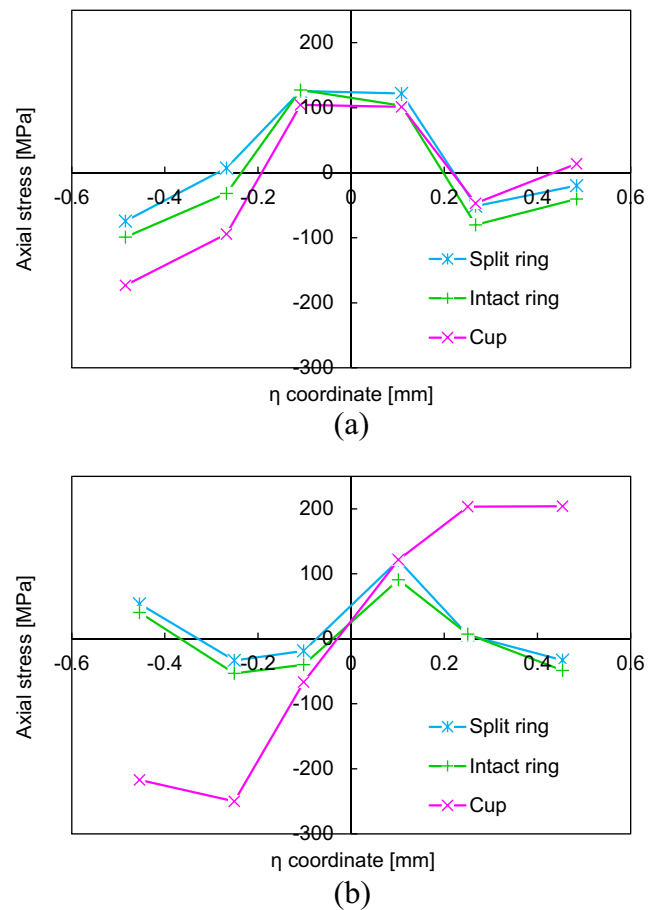 200
100
0
-0.6
-0.4
-0.2
0
0.2
0.4
0.6
-100
-200
-300
Axial stress [MPa]
Split ring
Intact ring
Cup
η coordinate [mm]
(a)
200
100
0
-0.6
-0.4
-0.2
0
0.2
0.4
0.6
-100
-200
-300
Axial stress [MPa]
Split ring
Intact ring
Cup
η coordinate [mm]
(b)